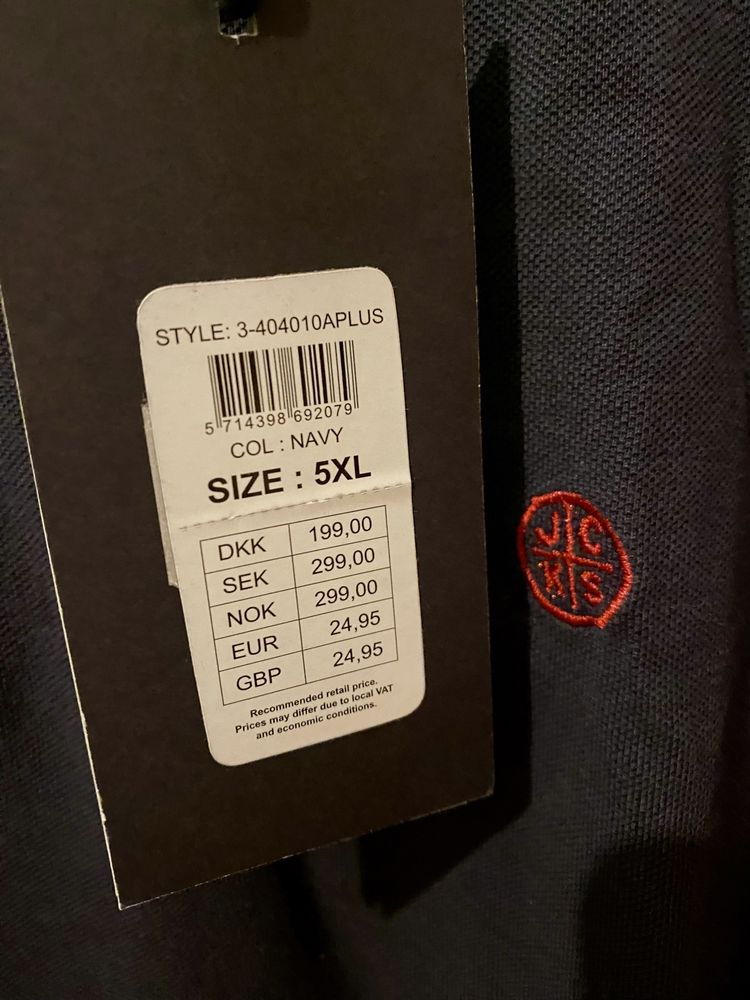 STYLE: 3-404010APLUS
5 714398 692079
COL : NAVY
SIZE : 5XL
DKK 199,00
SEK 299,00
NOK 299,00
EUR 24,95
GBP 24,95
Recommended retail price.
Prices may differ due to local VAT
and economic conditions.
J C
K S